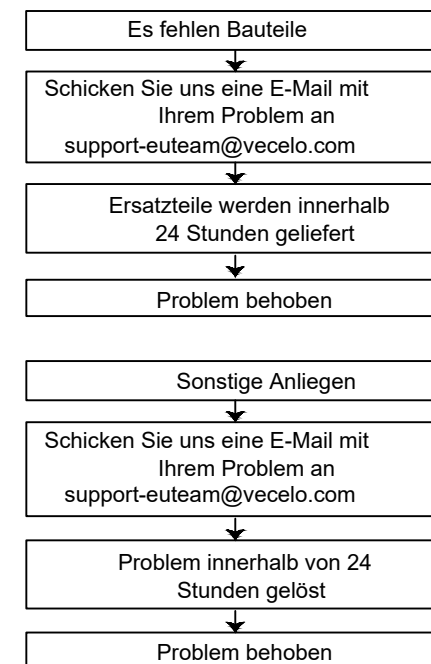 Es fehlen Bauteile
Schicken Sie uns eine E-Mail mit
Ihrem Problem an
support-euteam@vecelo.com
Ersatzteile werden innerhalb
24 Stunden geliefert
Problem behoben
Sonstige Anliegen
Schicken Sie uns eine E-Mail mit
Ihrem Problem an
support-euteam@vecelo.com
Problem innerhalb von 24
Stunden gelöst
Problem behoben